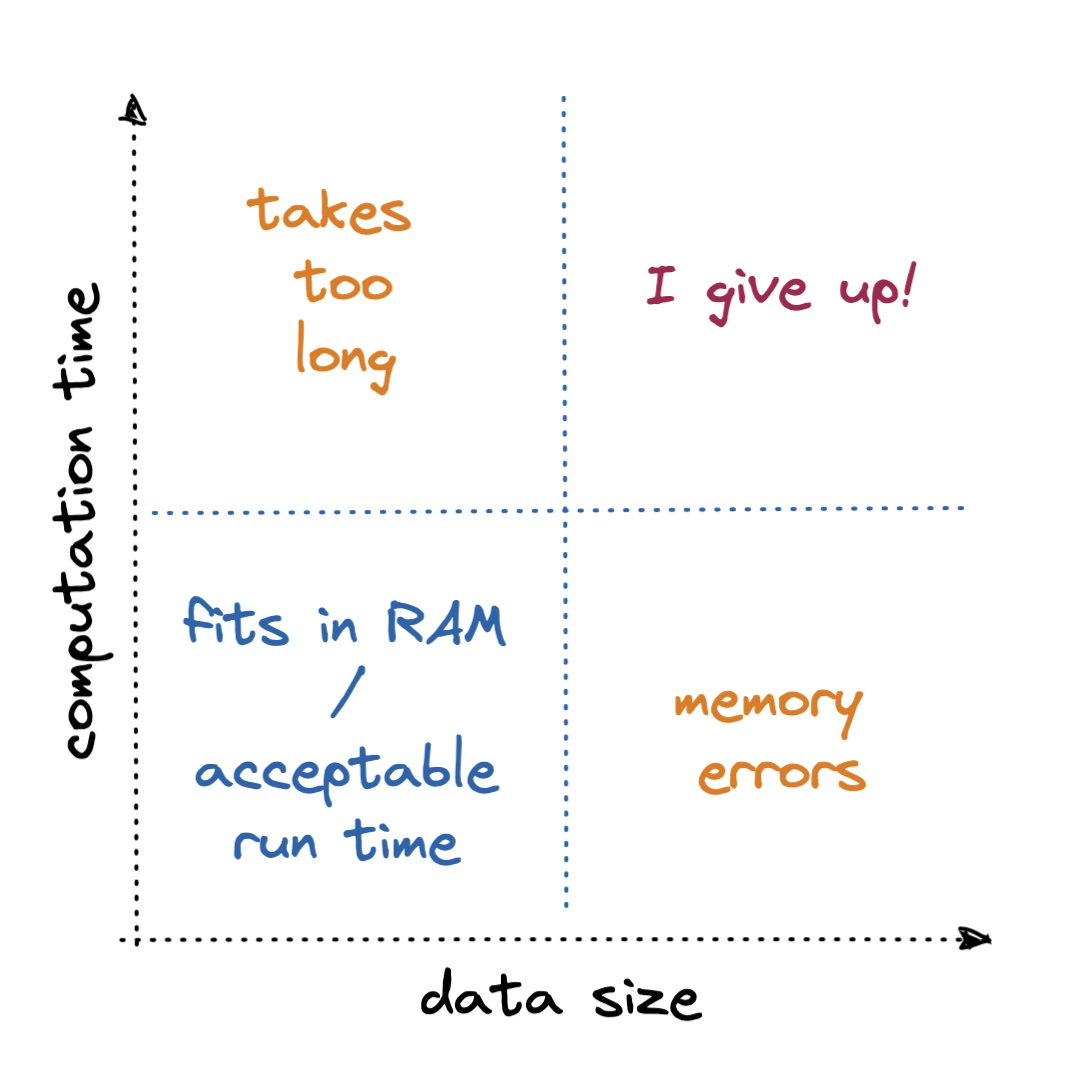 takes
too
long
I give up!
computation time
fits in RAM
/
acceptable
run time
memory
errors
data size